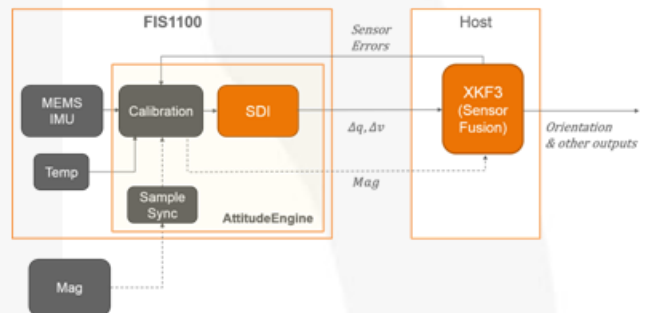 FIS1100
Sensor
Errors
Host
MEMS
IMU
Calibration
SDI
XKF3
(Sensor
Fusion)
Δq, Δv
Orientation
& other outputs
Temp
Mag
Sample
Sync
AttitudeEngine
Mag